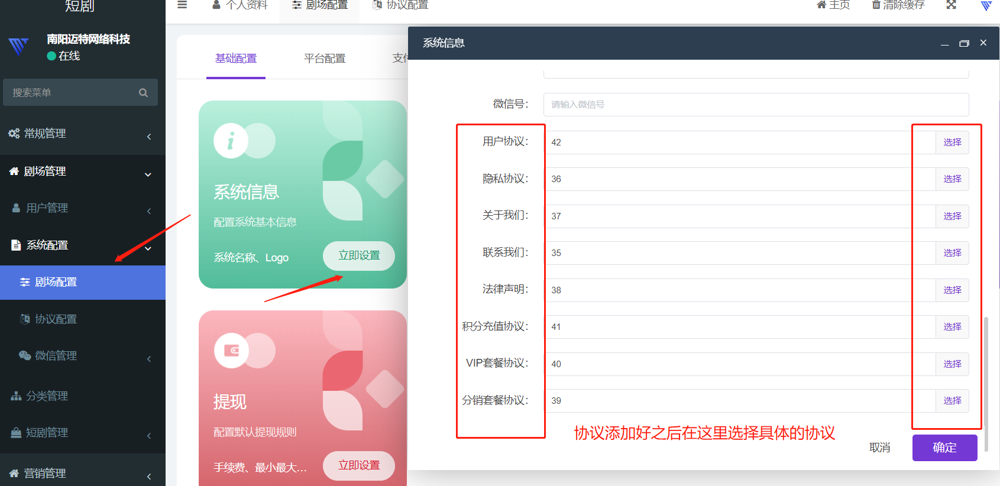 短剧
南阳迈特网络科技
在线
搜索菜单
常规管理
剧场管理
用户管理
系统配置
剧场配置
协议配置
微信管理
分类管理
短剧管理
营销管理
个人资料
剧场配置
协议配置
主页
清除缓存
基础配置
平台配置
系统信息
配置系统基本信息
系统名称、Logo
立即设置
提现
配置默认提现规则
手续费、最小最大...
立即设置
系统信息
微信号：
请输入微信号
用户协议：
42
选择
隐私协议：
36
选择
关于我们：
37
选择
联系我们：
35
选择
法律声明：
38
选择
积分充值协议：
41
选择
VIP套餐协议：
40
选择
分销套餐协议：
39
选择
协议添加好之后在这里选择具体的协议
取消
确定